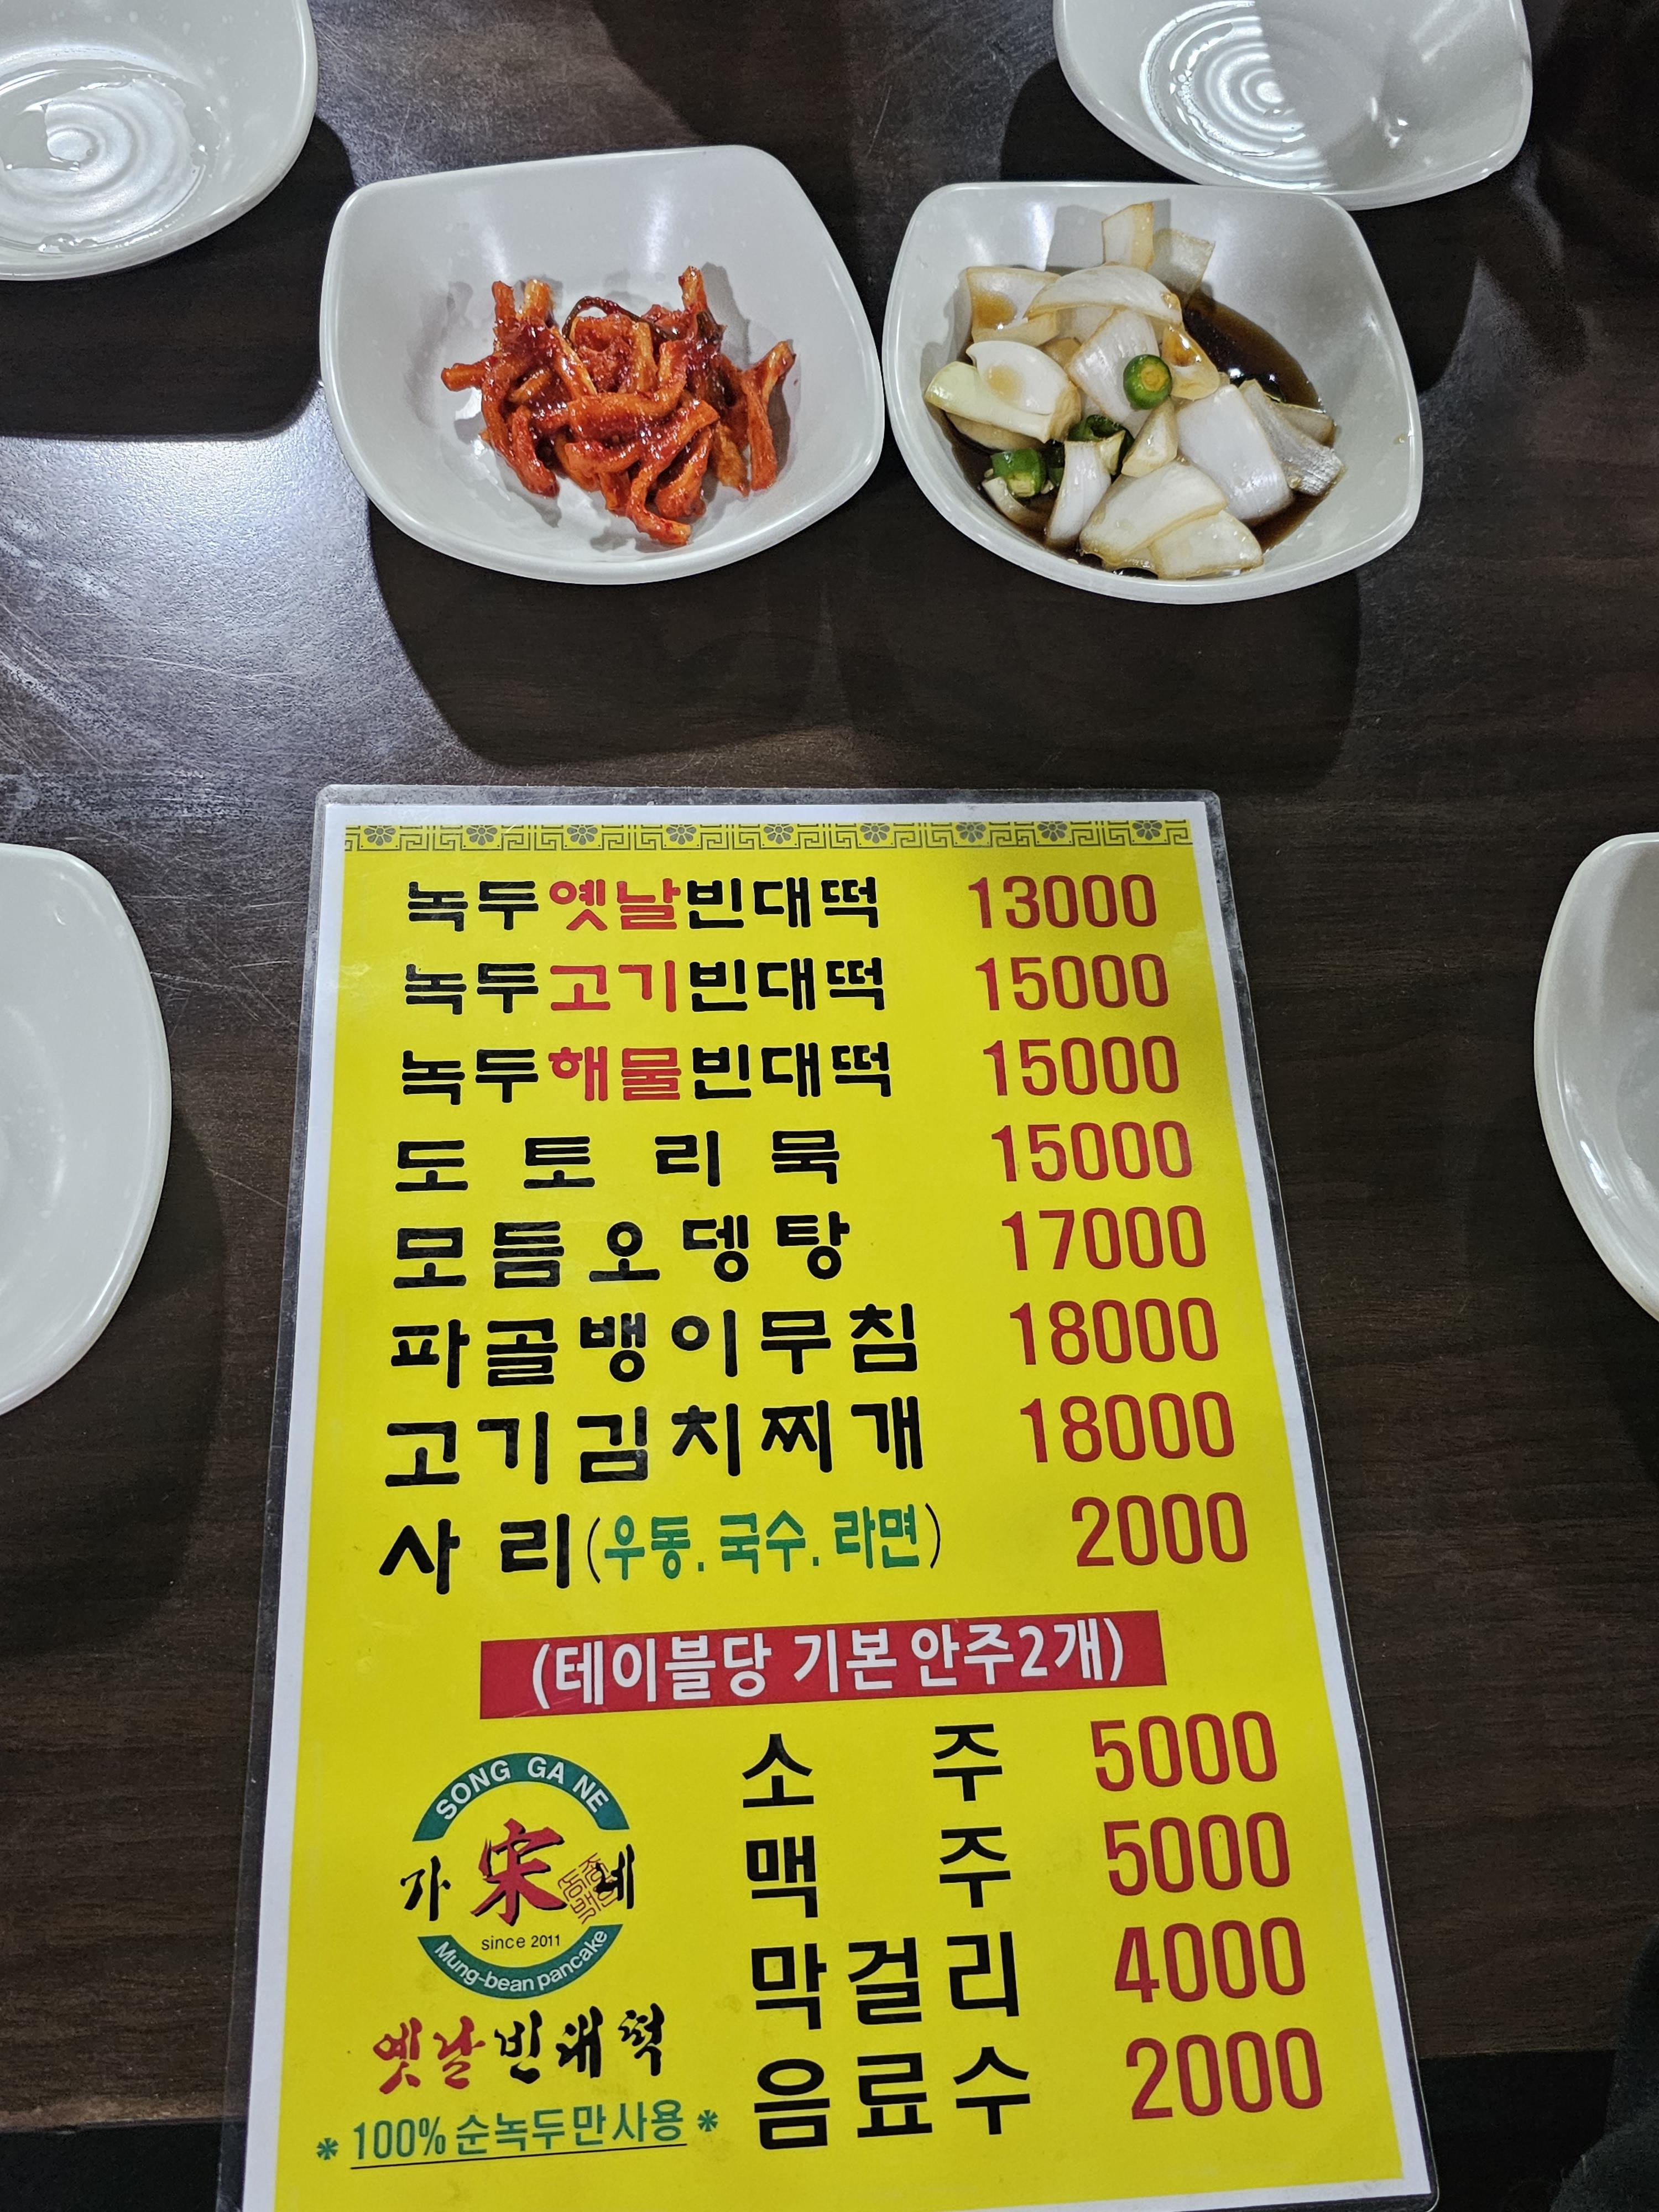 녹두옛날빈대떡 13000
녹두고기빈대떡 15000
녹두해물빈대떡 15000
도토리묵 15000
모듬오뎅탕 17000
파골뱅이무침 18000
고기김치찌개 18000
사리(우동.국수.라면) 2000
(테이블당 기본 안주2개)
소주 5000
맥주 5000
막걸리 4000
음료수 2000
SONG GA NE
가 宋 네
since 2011
Mung-bean pancake
옛날빈대떡
* 100% 순녹두만사용 *